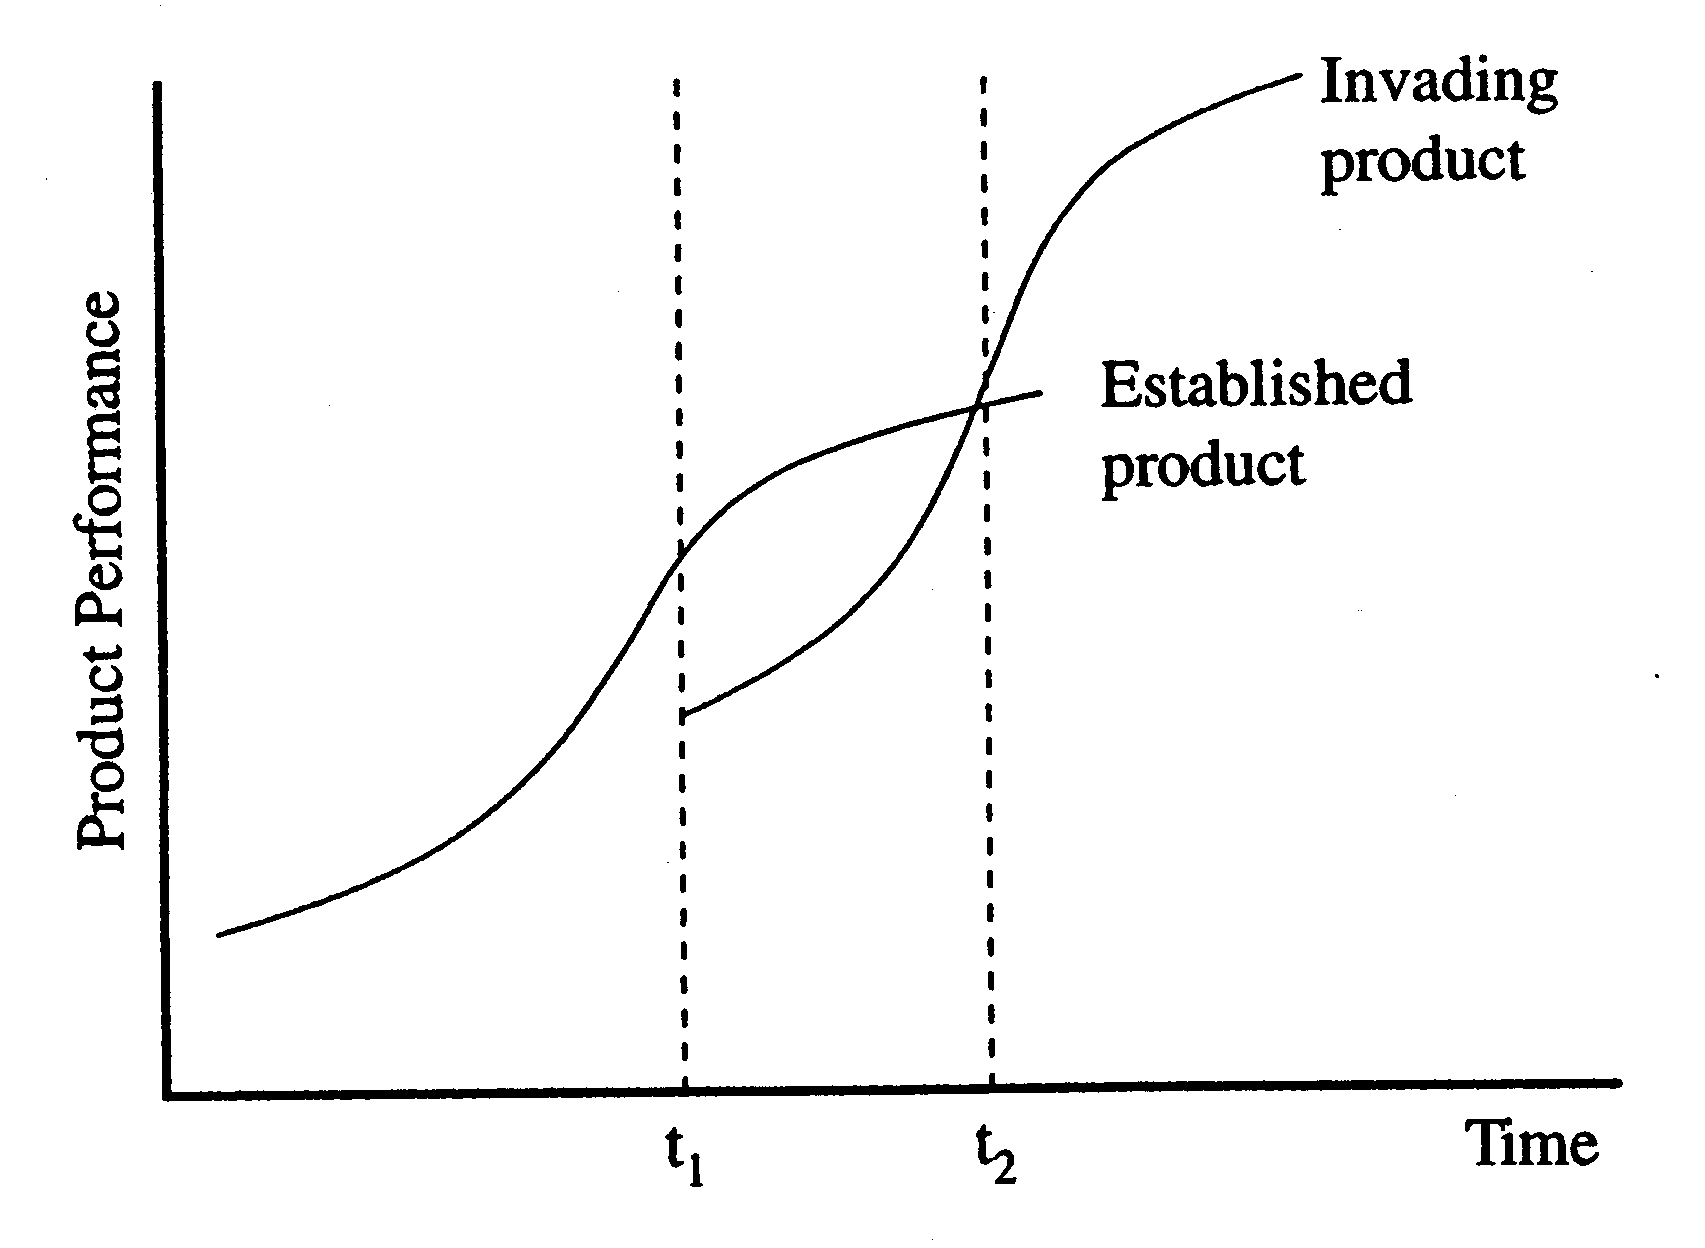 Invading
product
Established
product
Product Performance
t1
t2
Time